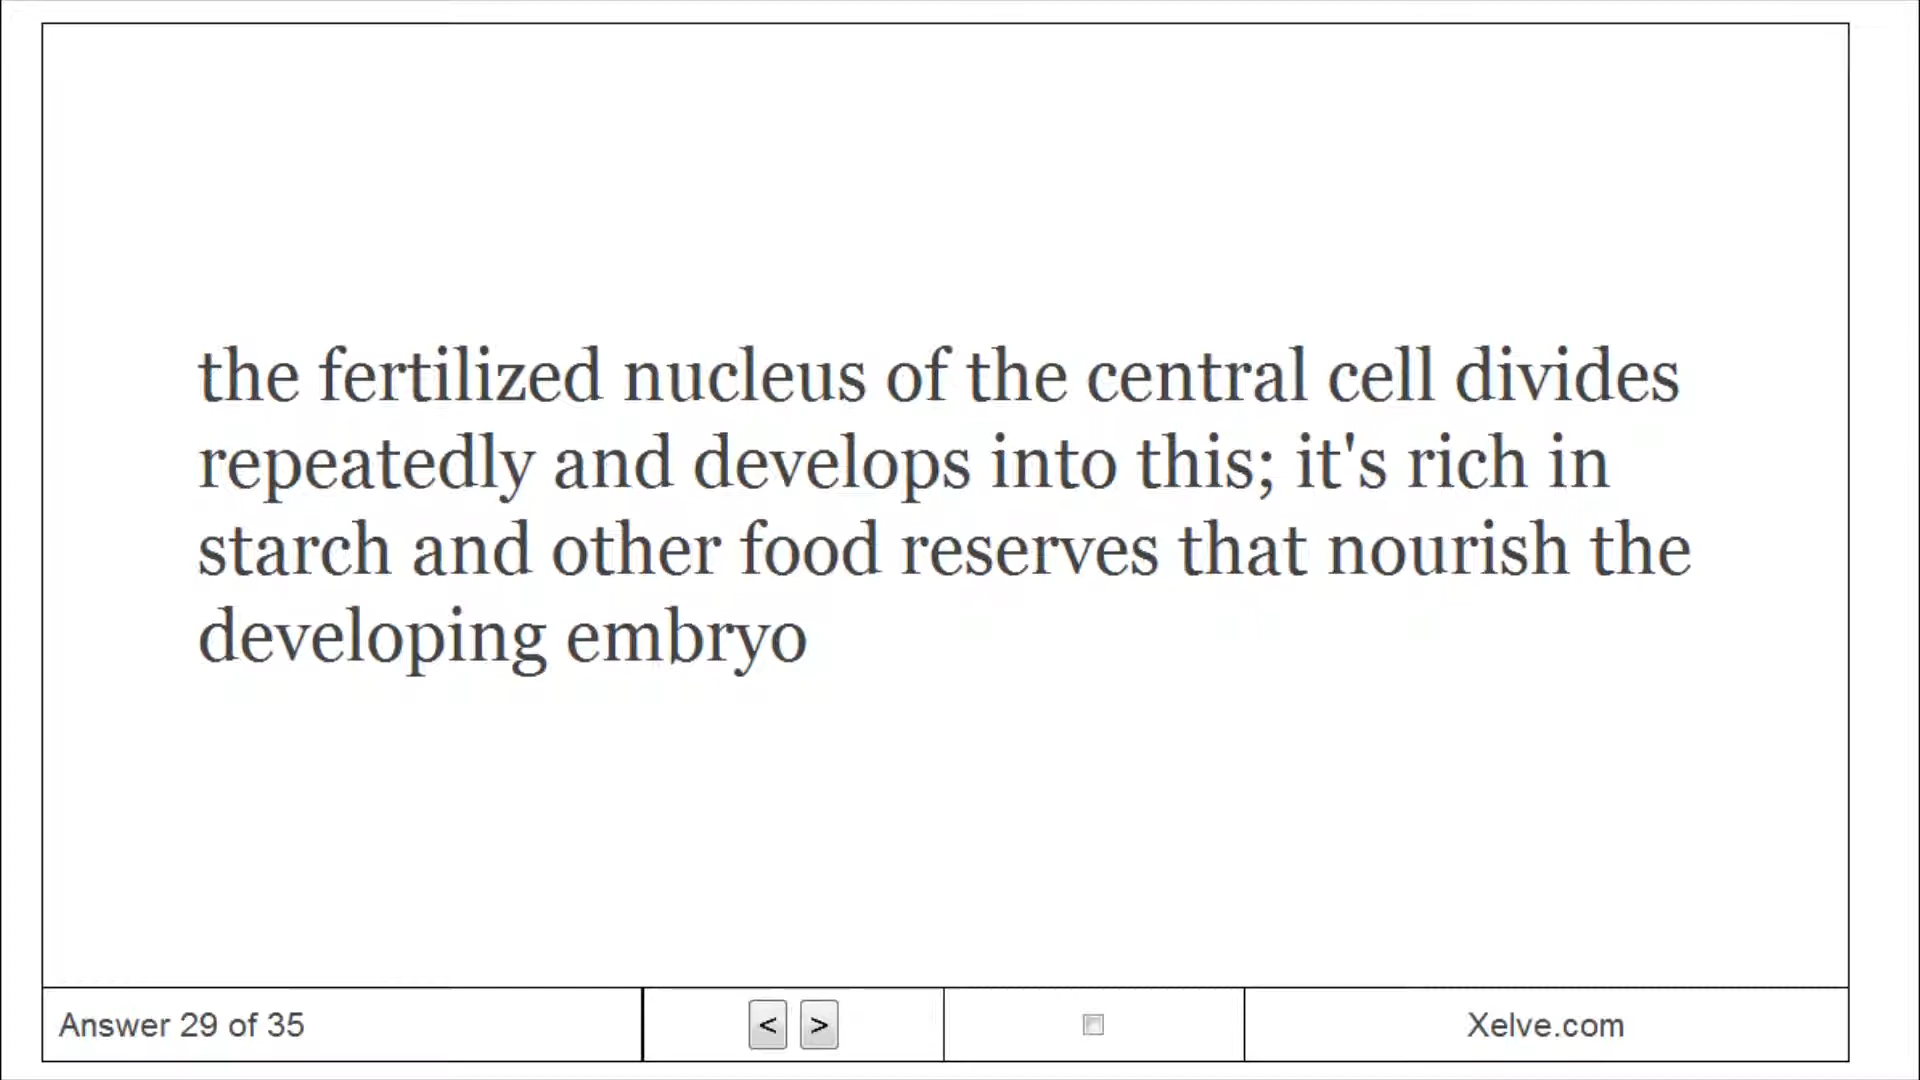 the fertilized nucleus of the central cell divides
repeatedly and develops into this; it's rich in
starch and other food reserves that nourish the
developing embryo
Answer 29 of 35
< >
Xelve.com